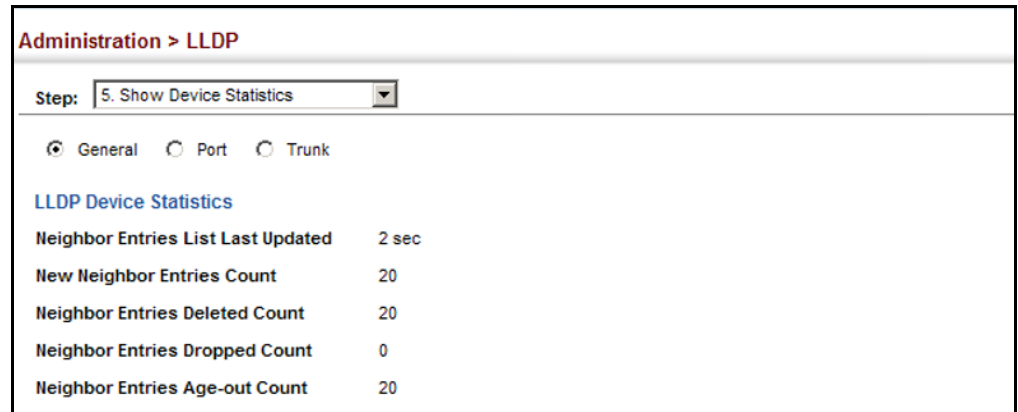 Administration > LLDP
Step: 5. Show Device Statistics
General Port Trunk
LLDP Device Statistics
Neighbor Entries List Last Updated 2 sec
New Neighbor Entries Count 20
Neighbor Entries Deleted Count 20
Neighbor Entries Dropped Count 0
Neighbor Entries Age-out Count 20